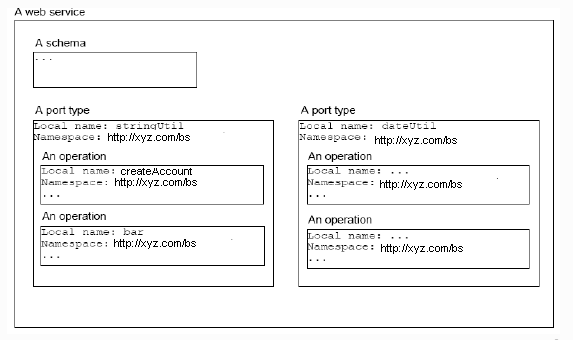 A web service
A schema
...
A port type
Local name: stringUtil
Namespace: http://xyz.com/bs
An operation
Local name: createAccount
Namespace: http://xyz.com/bs
...
An operation
Local name: bar
Namespace: http://xyz.com/bs
...
A port type
Local name: dateUtil
Namespace: http://xyz.com/bs
An operation
Local name: ...
Namespace: http://xyz.com/bs
...
An operation
Local name: ...
Namespace: http://xyz.com/bs
...